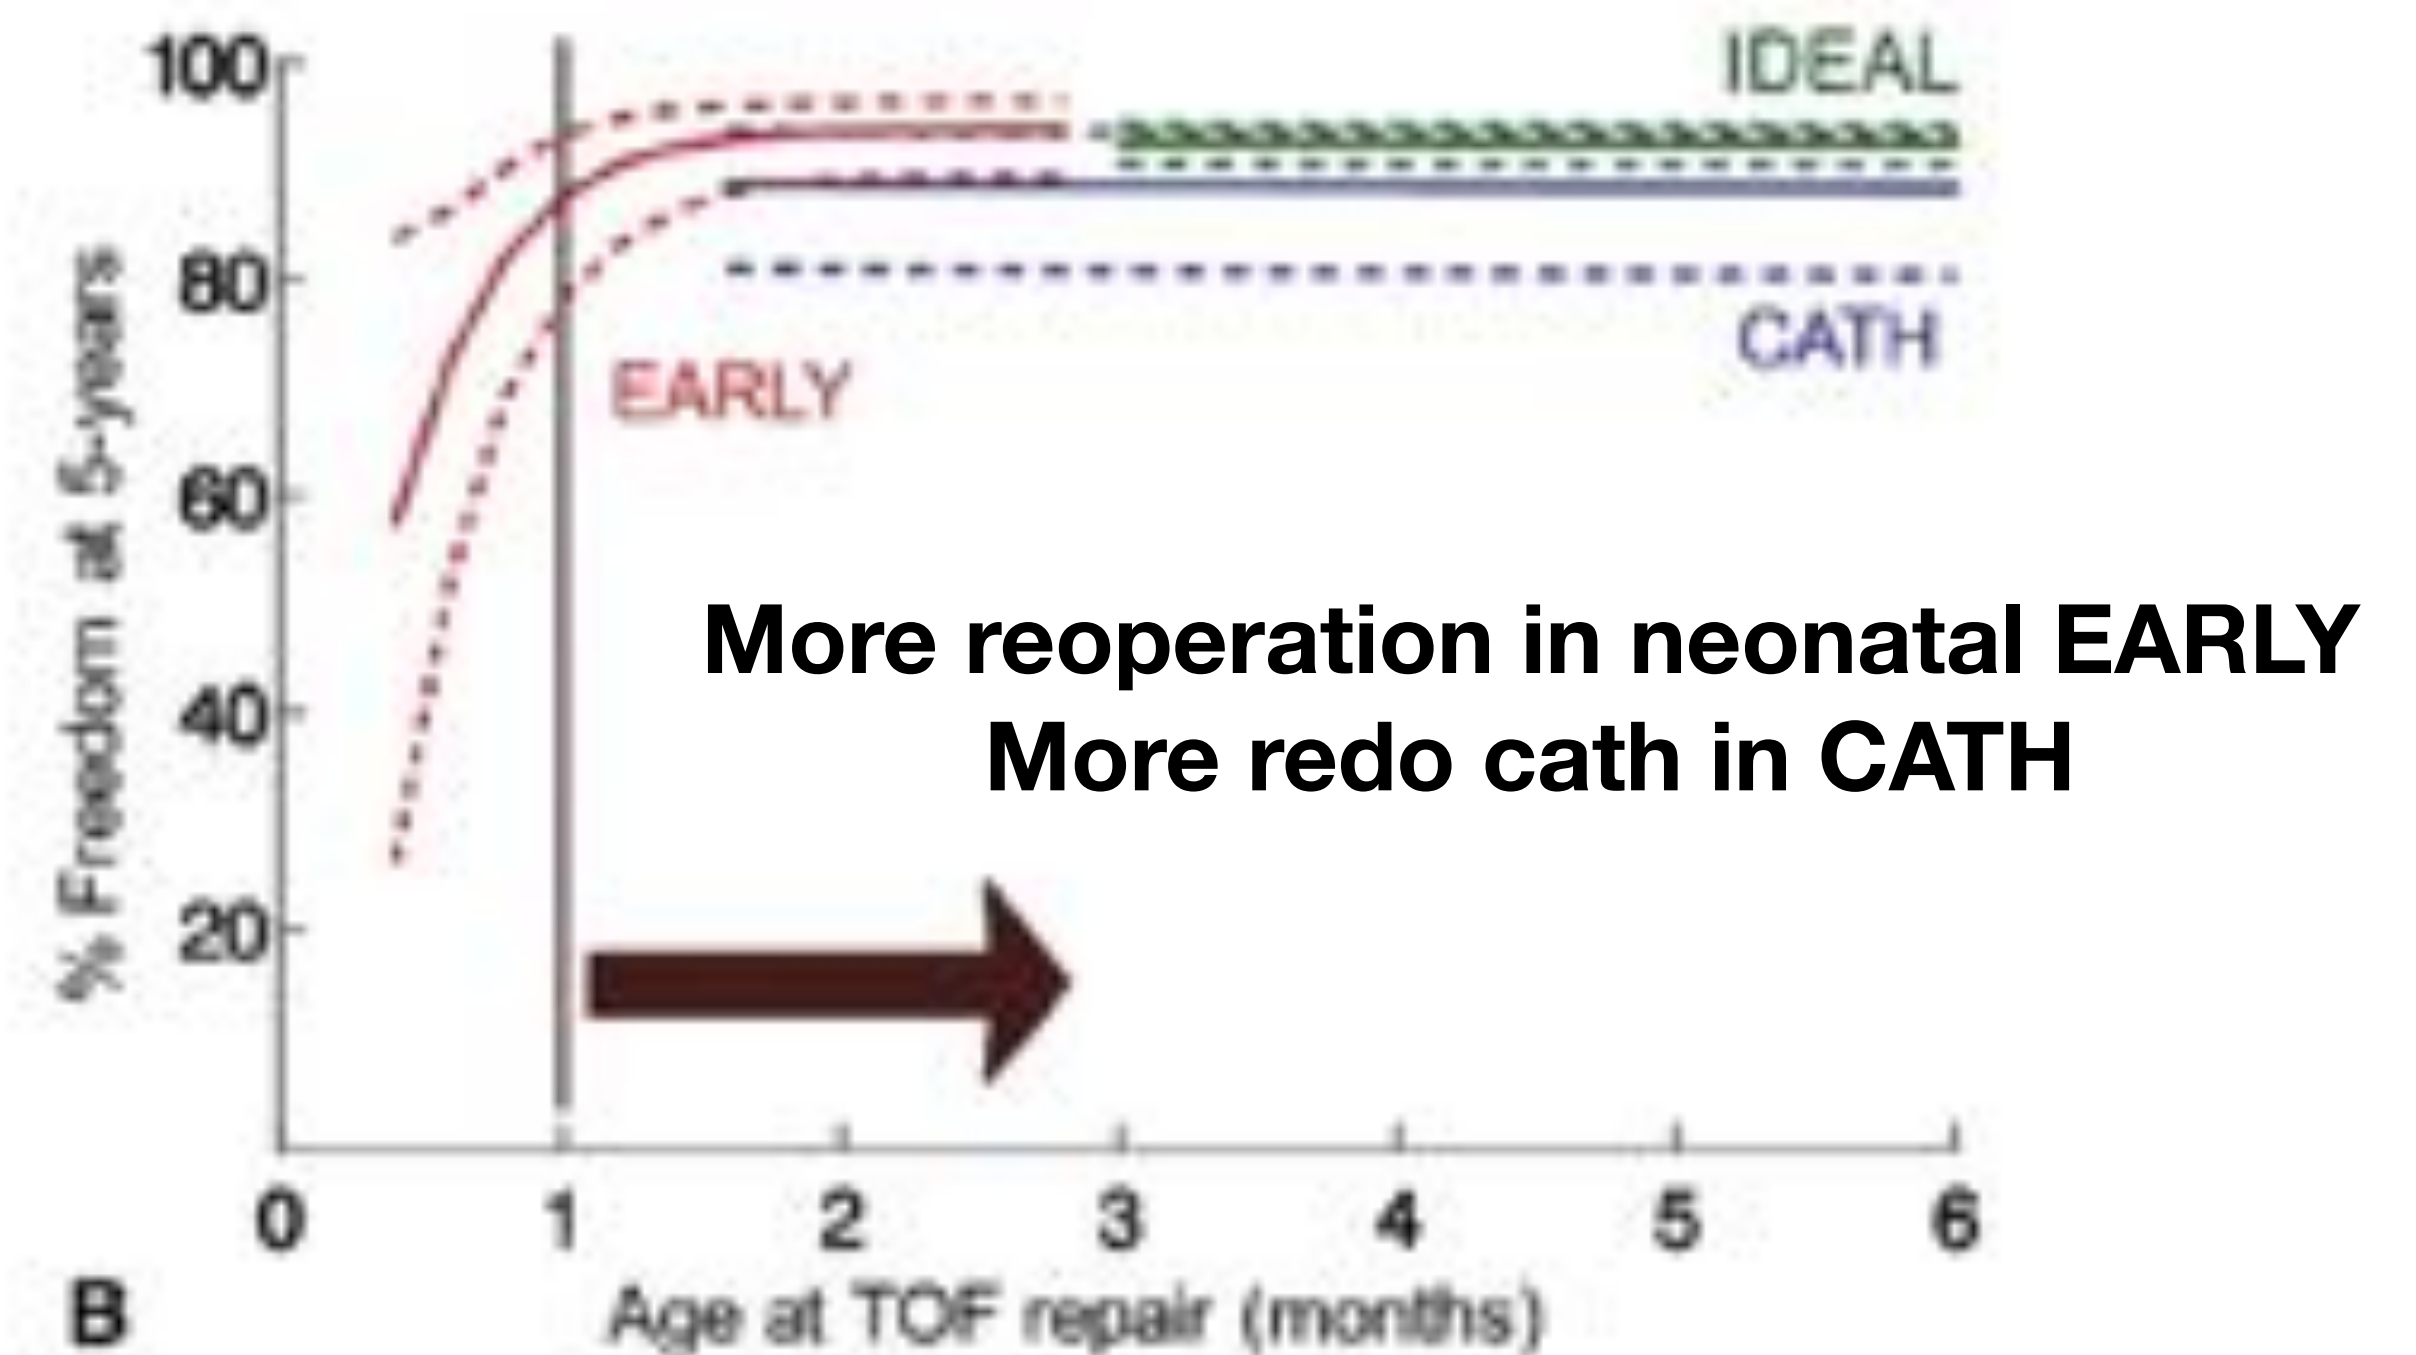 100
IDEAL
80
CATH
EARLY
60
% Freedom at 5-years
More reoperation in neonatal EARLY
40
More redo cath in CATH
20
0 1 2 3 4 5 6
B
Age at TOF repair (months)